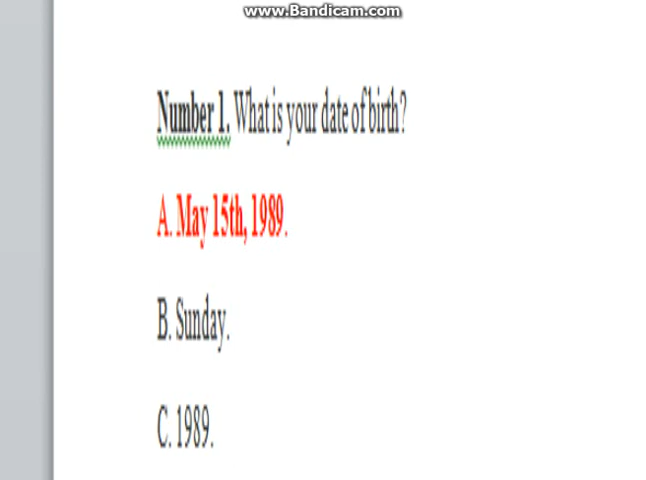 www.Bandicam.com
Number 1. What is your date of birth?
A. May 15th, 1989.
B. Sunday.
C. 1989.